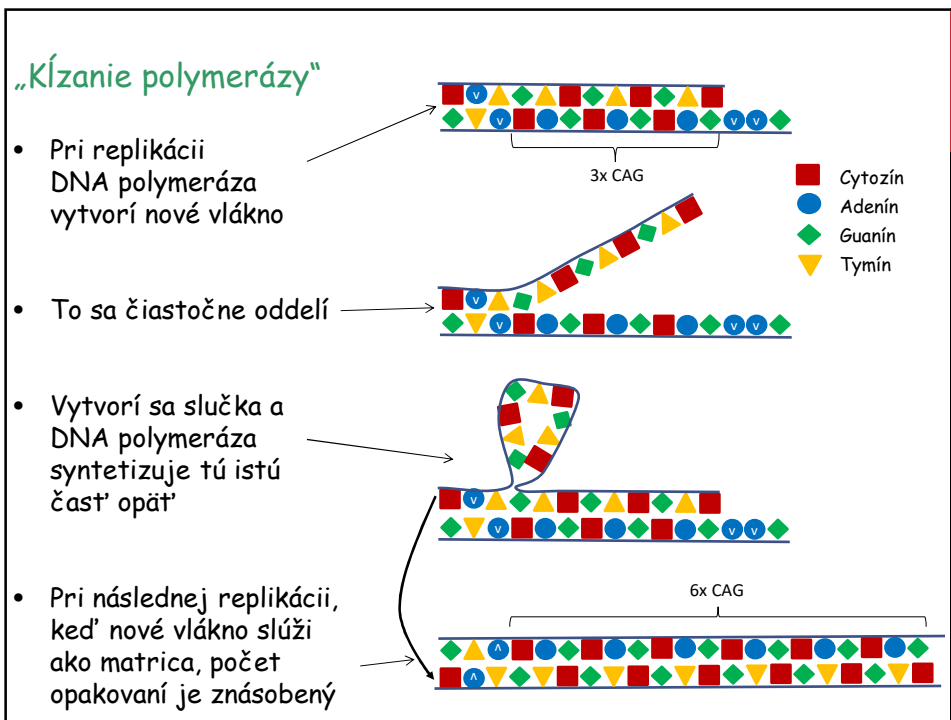 „Kĺzanie polymerázy“
• Pri replikácii
DNA polymeráza
vytvorí nové vlákno
3x CAG
Cytozín
Adenín
Guanín
Tymín
• To sa čiastočne oddelí
• Vytvorí sa slučka a
DNA polymeráza
syntetizuje tú istú
časť opäť
6x CAG
• Pri následnej replikácii,
keď nové vlákno slúži
ako matrica, počet
opakovaní je znásobený